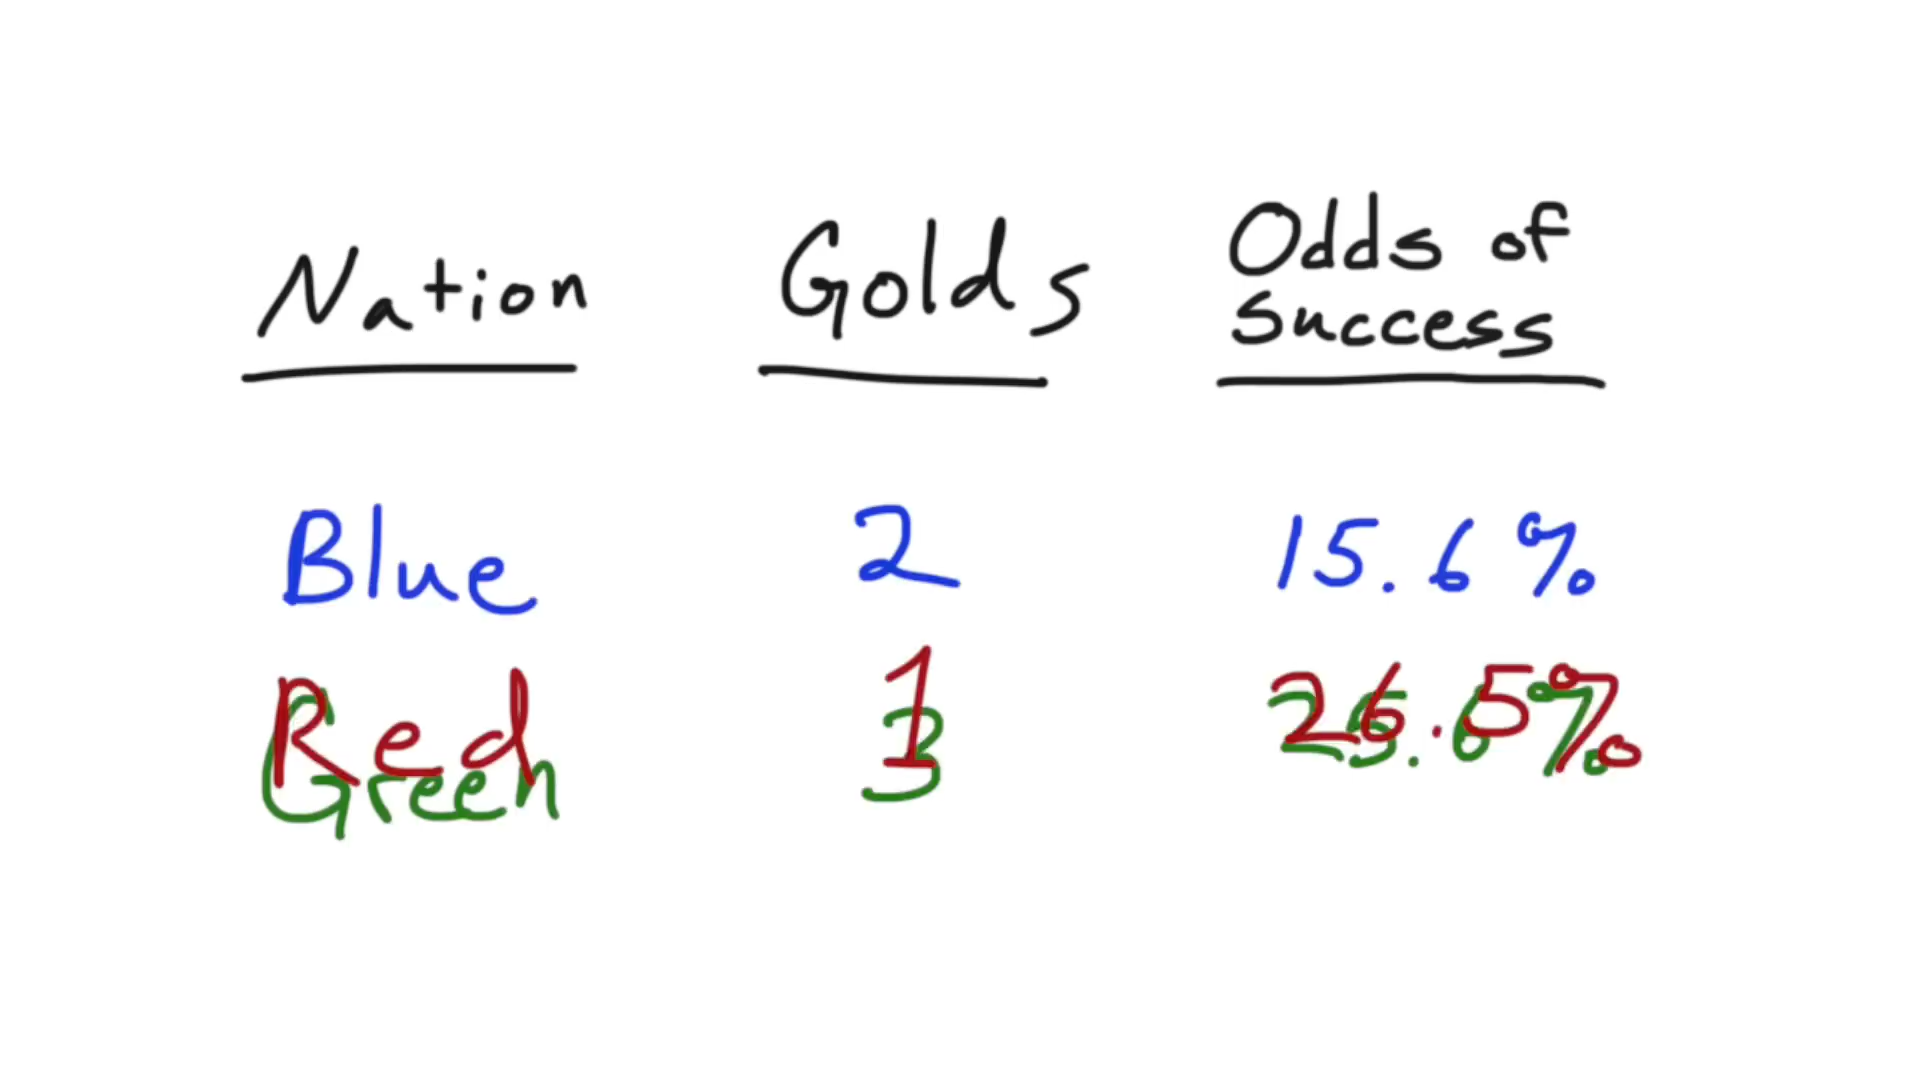 Nation Golds Odds of Success
Blue 2 15.6%
Red 1 26.5%
Green 3 25.6%